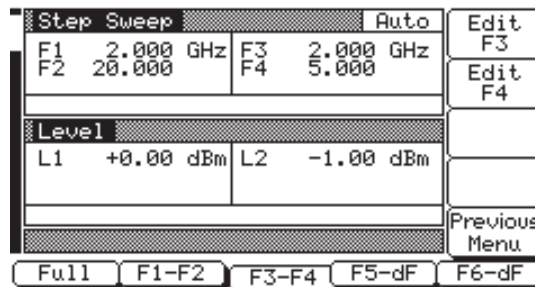 Step Sweep Auto
F1 2.000 GHz F3 2.000 GHz
F2 20.000 F4 5.000
Level
L1 +0.00 dBm L2 -1.00 dBm
Edit
F3
Edit
F4
Previous
Menu
Full F1-F2 F3-F4 F5-dF F6-dF